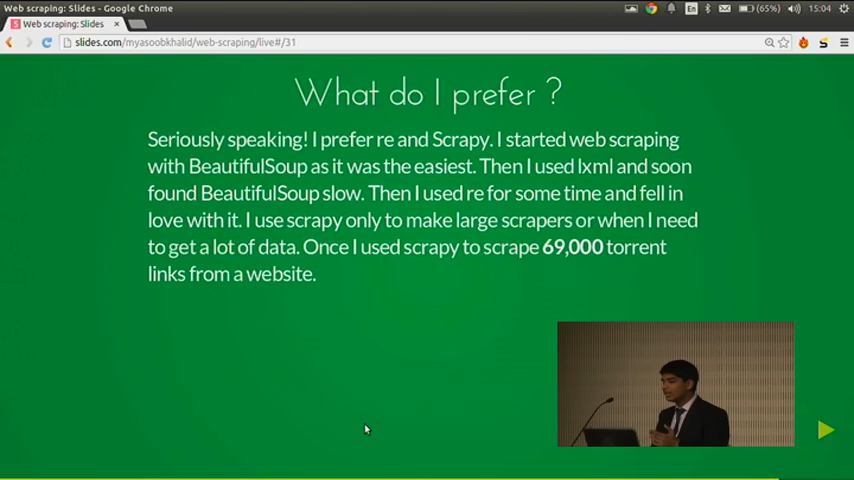 Web scraping: Slides - Google Chrome
En
(65%)
15:04
Web scraping: Slides
slides.com/myasoobkhalid/web-scraping/live#/31
What do I prefer ?
Seriously speaking! I prefer re and Scrapy. I started web scraping
with BeautifulSoup as it was the easiest. Then I used lxml and soon
found BeautifulSoup slow. Then I used re for some time and fell in
love with it. I use scrapy only to make large scrapers or when I need
to get a lot of data. Once I used scrapy to scrape 69,000 torrent
links from a website.